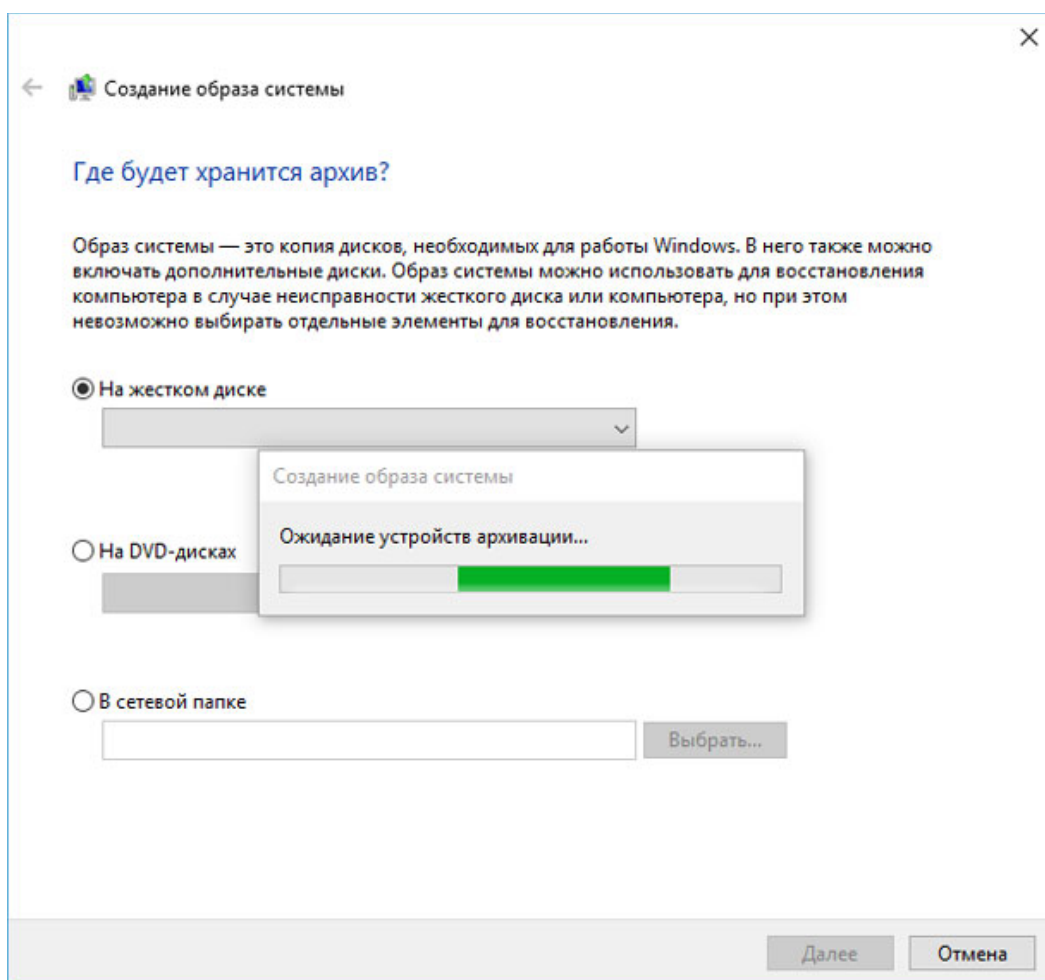 Создание образа системы
Где будет хранится архив?
Образ системы — это копия дисков, необходимых для работы Windows. В него также можно
включать дополнительные диски. Образ системы можно использовать для восстановления
компьютера в случае неисправности жесткого диска или компьютера, но при этом
невозможно выбирать отдельные элементы для восстановления.
На жестком диске
Создание образа системы
Ожидание устройств архивации...
На DVD-дисках
В сетевой папке
Выбрать...
Далее
Отмена